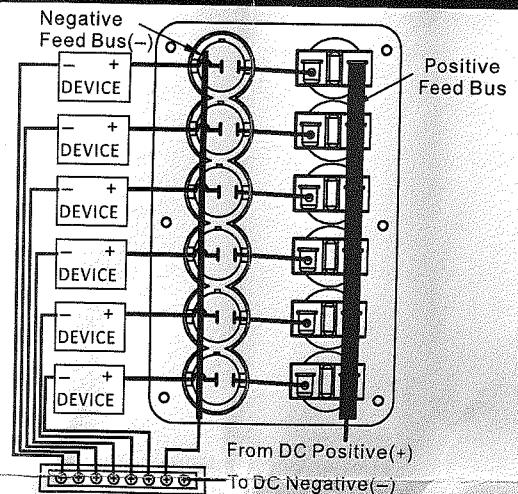 Negative
Feed Bus(−)
Positive
Feed Bus
− +
DEVICE
− +
DEVICE
− +
DEVICE
− +
DEVICE
− +
DEVICE
− +
DEVICE
From DC Positive(+)
To DC Negative(−)